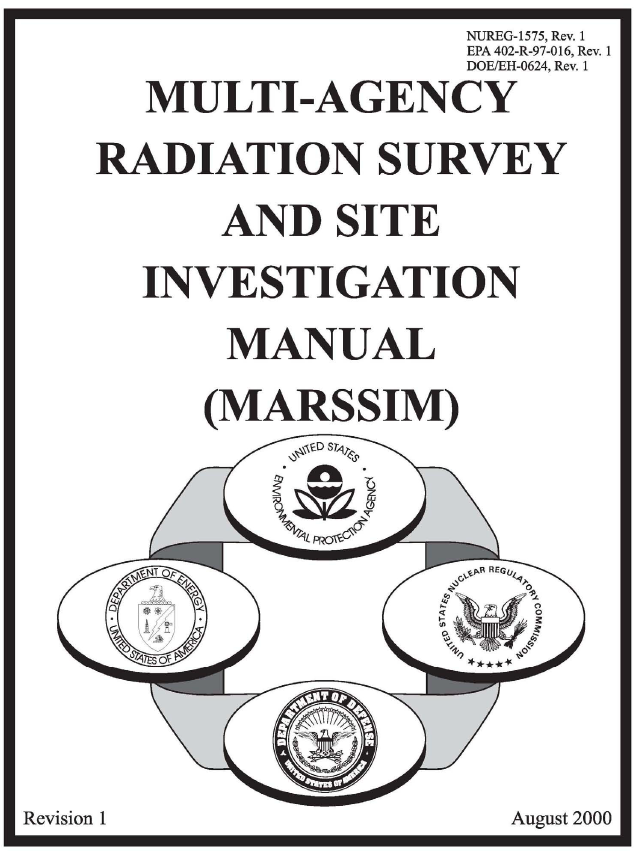 NUREG-1575, Rev. 1
EPA 402-R-97-016, Rev. 1
DOE/EH-0624, Rev. 1
MULTI-AGENCY
RADIATION SURVEY
AND SITE
INVESTIGATION
MANUAL
(MARSSIM)
UNITED STATES
ENVIRONMENTAL PROTECTION AGENCY
DEPARTMENT OF ENERGY
UNITED STATES OF AMERICA
UNITED STATES NUCLEAR REGULATORY COMMISSION
DEPARTMENT OF DEFENSE
UNITED STATES OF AMERICA
Revision 1
August 2000